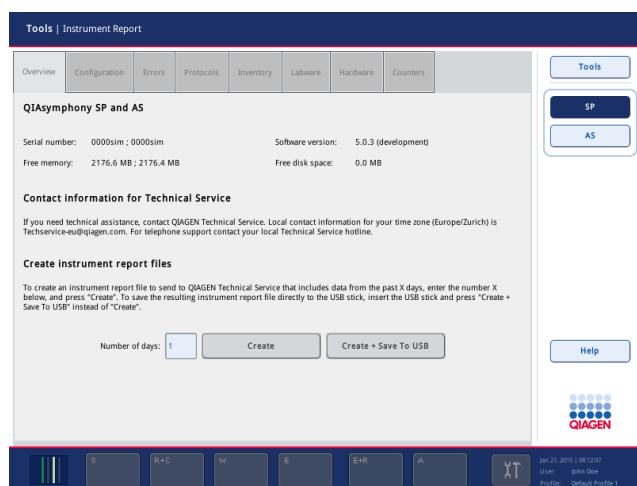 Tools | Instrument Report
Overview
Configuration
Errors
Protocols
Inventory
Labware
Hardware
Counters
Tools
SP
AS
QIAsymphony SP and AS
Serial number: 0000sim ; 0000sim
Software version: 5.0.3 (development)
Free memory: 2176.6 MB ; 2176.4 MB
Free disk space: 0.0 MB
Contact information for Technical Service
If you need technical assistance, contact QIAGEN Technical Service. Local contact information for your time zone (Europe/Zurich) is
Techservice-eu@qiagen.com. For telephone support contact your local Technical Service hotline.
Create instrument report files
To create an instrument report file to send to QIAGEN Technical Service that includes data from the past X days, enter the number X
below, and press "Create". To save the resulting instrument report file directly to the USB stick, insert the USB stick and press "Create +
Save To USB" instead of "Create".
Number of days: 1
Create
Create + Save To USB
Help
QIAGEN
S
R+C
W
E
E+R
A
Jan 21, 2015 | 08:12:07
User: John Doe
Profile: Default Profile 1